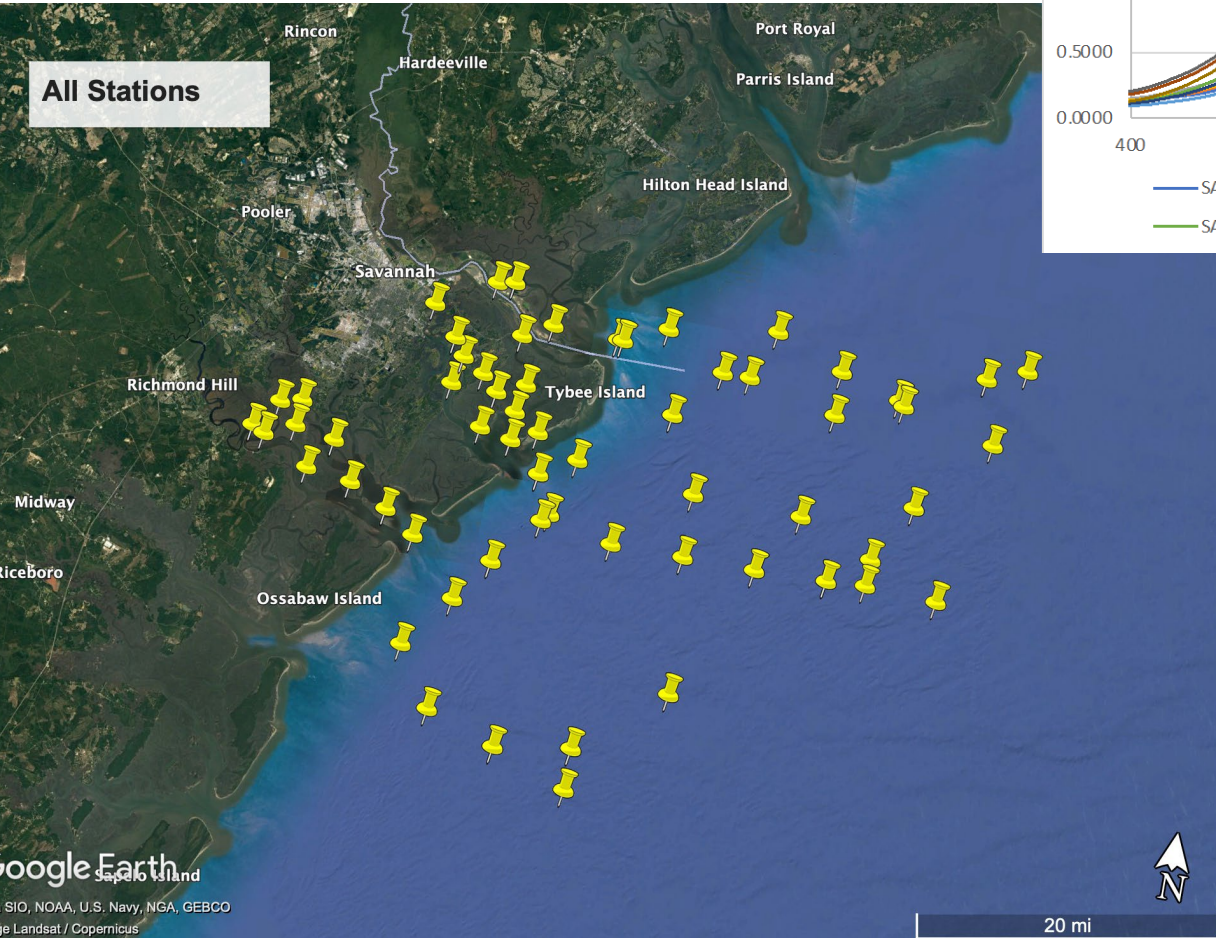 Rincon
Port Royal
Hardeeville
0.5000
Parris Island
All Stations
0.0000
400
Hilton Head Island
SA
Pooler
SA
Savannah
Richmond Hill
Tybee Island
Midway
Riceboro
Ossabaw Island
Google Earth
Sapelo Island
SIO, NOAA, U.S. Navy, NGA, GEBCO
ge Landsat / Copernicus
N
20 mi